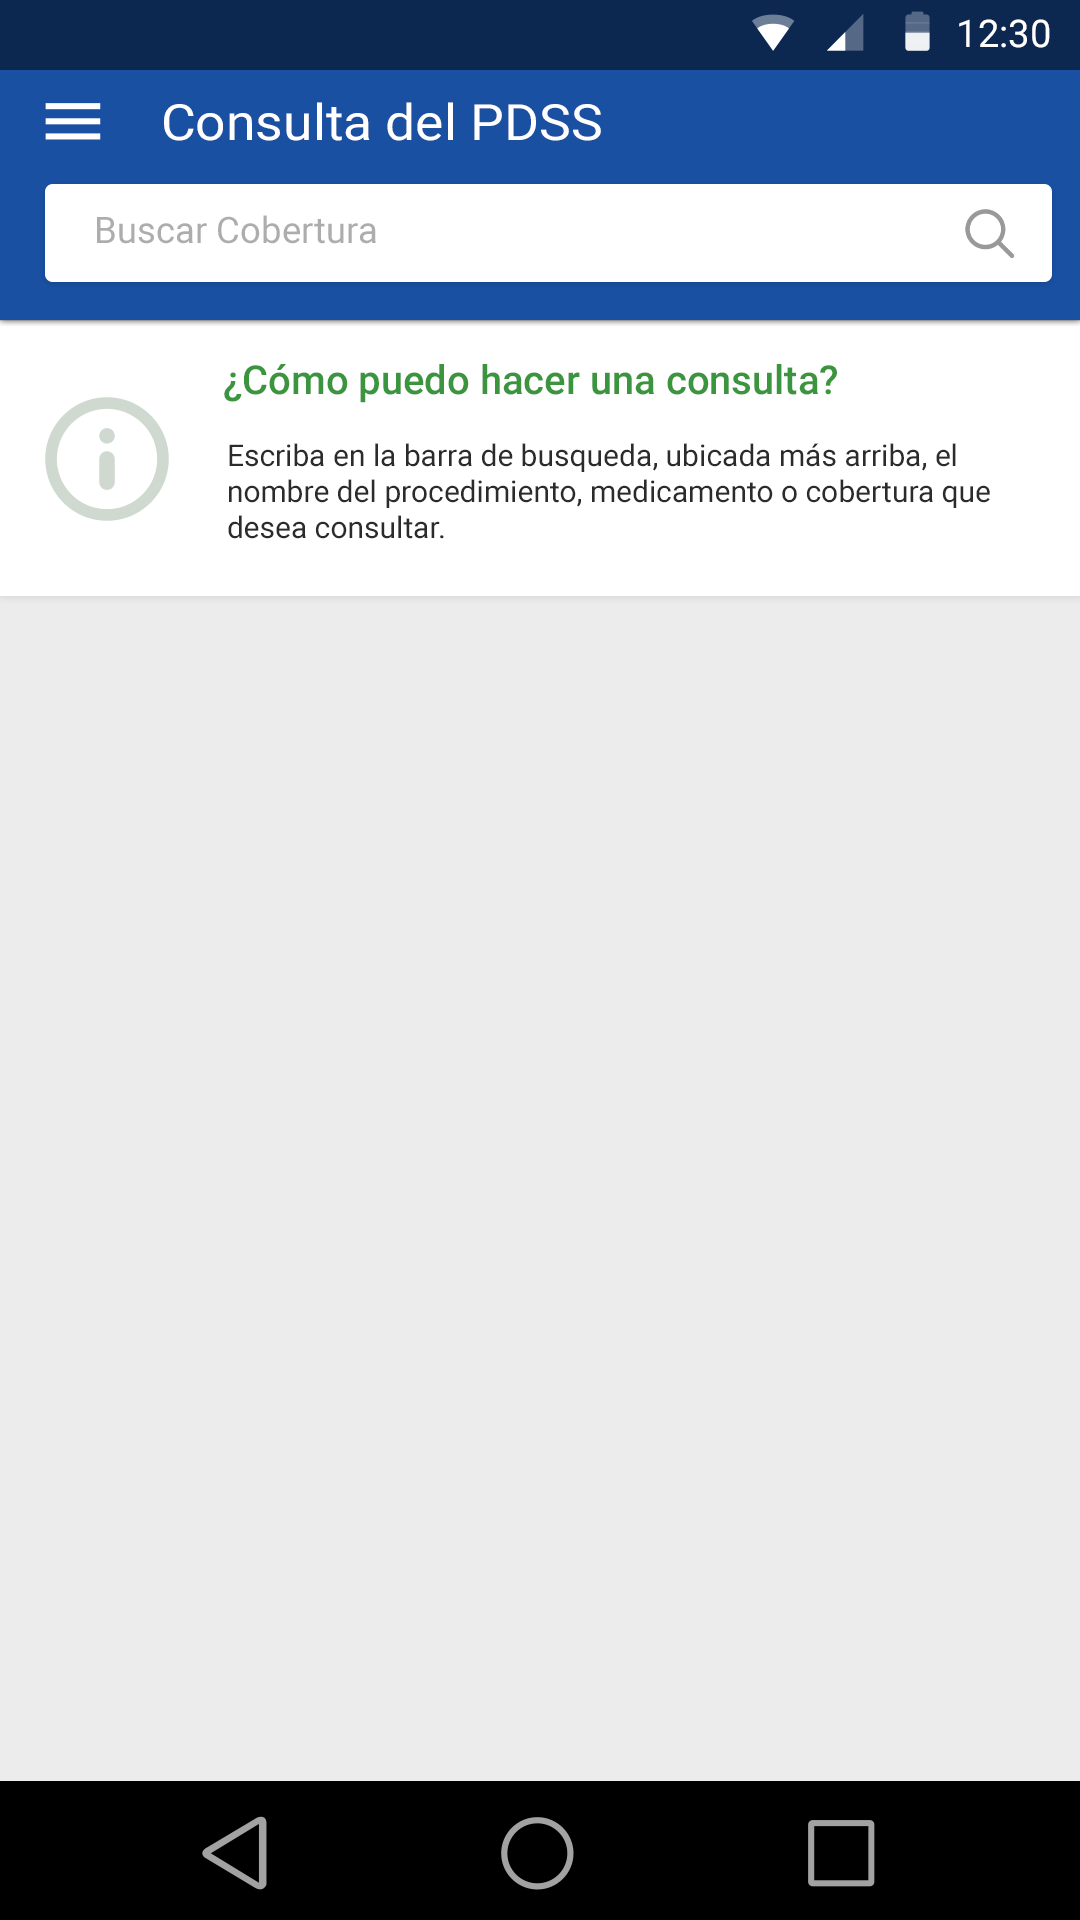 12:30
Consulta del PDSS
Buscar Cobertura
¿Cómo puedo hacer una consulta?
Escriba en la barra de busqueda, ubicada más arriba, el
nombre del procedimiento, medicamento o cobertura que
desea consultar.